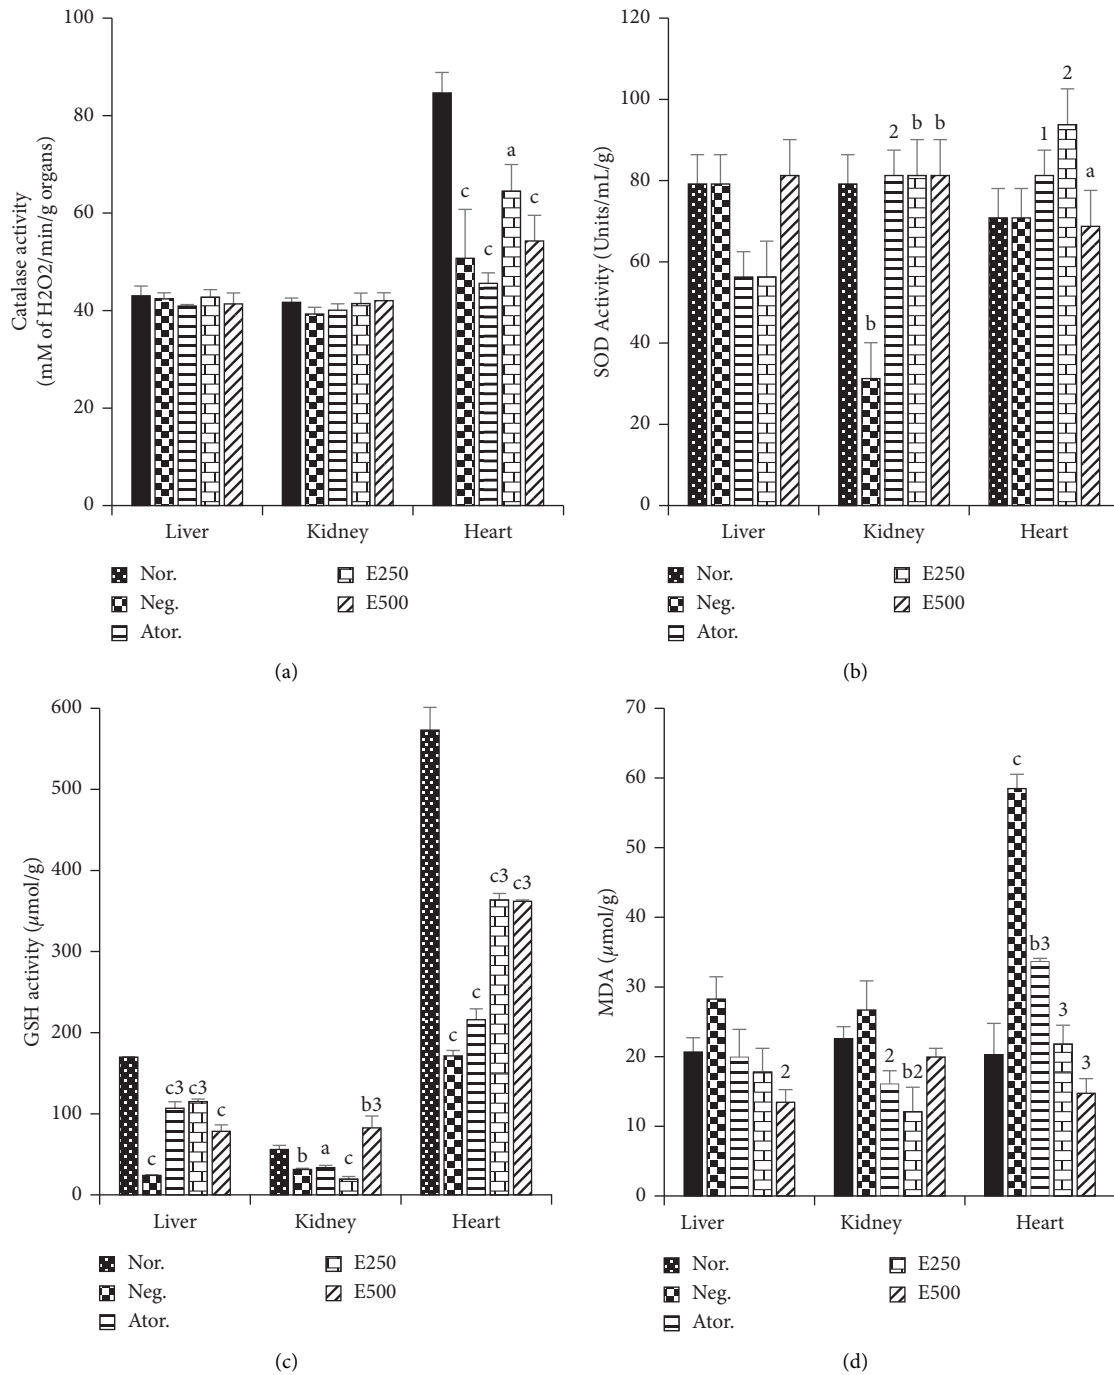 100
80
60
40
20
0
Catalase activity
(mM of H2O2/min/g organs)
c
c
a
c
Liver Kidney Heart
Nor. E250
Neg. E500
Ator.
(a)
120
100
80
60
40
20
0
SOD Activity (Units/mL/g)
b
2
b
b
1
2
a
Liver Kidney Heart
Nor. E250
Neg. E500
Ator.
(b)
600
500
400
300
200
100
0
GSH activity (μmol/g)
c
c3
c3
c
b
a
c
b3
c
c
c3
c3
Liver Kidney Heart
Nor. E250
Neg. E500
Ator.
(c)
70
60
50
40
30
20
10
0
MDA (μmol/g)
2
2
b2
c
b3
3
3
Liver Kidney Heart
Nor. E250
Neg. E500
Ator.
(d)